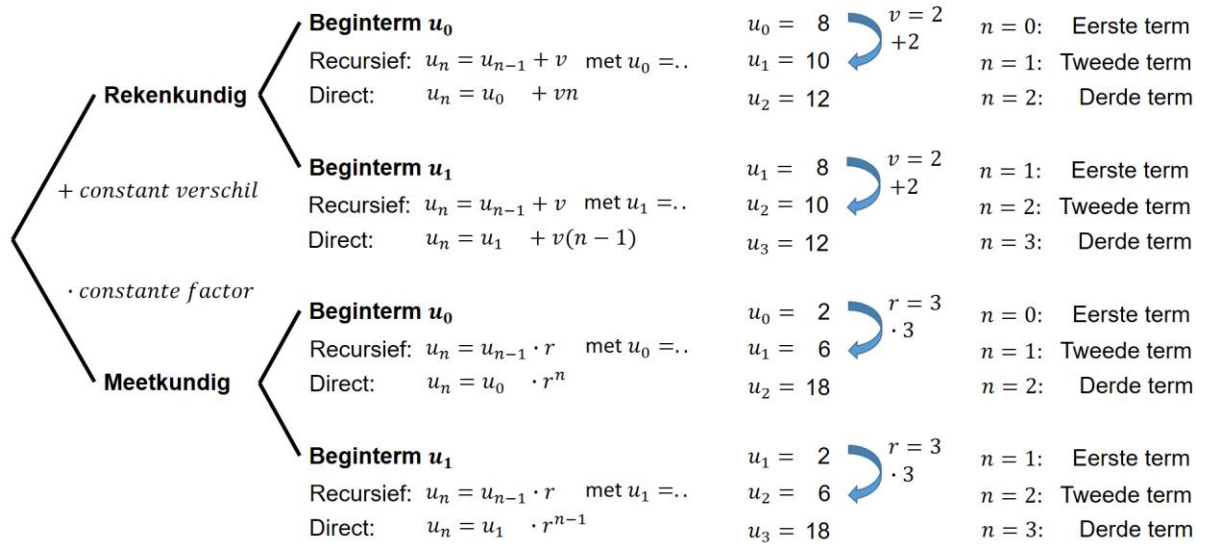 Beginterm u₀ u₀ = 8 v = 2 n = 0: Eerste term
+2
Recursief: uₙ = uₙ₋₁ + v met u₀ =.. u₁ = 10 n = 1: Tweede term
Rekenkundig
Direct: uₙ = u₀ + vn u₂ = 12 n = 2: Derde term
Beginterm u₁ u₁ = 8 v = 2 n = 1: Eerste term
+2
+ constant verschil
Recursief: uₙ = uₙ₋₁ + v met u₁ =.. u₂ = 10 n = 2: Tweede term
Direct: uₙ = u₁ + v(n − 1) u₃ = 12 n = 3: Derde term
· constante factor
Beginterm u₀ u₀ = 2 r = 3 n = 0: Eerste term
· 3
Recursief: uₙ = uₙ₋₁ · r met u₀ =.. u₁ = 6 n = 1: Tweede term
Meetkundig
Direct: uₙ = u₀ · rⁿ u₂ = 18 n = 2: Derde term
Beginterm u₁ u₁ = 2 r = 3 n = 1: Eerste term
· 3
Recursief: uₙ = uₙ₋₁ · r met u₁ =.. u₂ = 6 n = 2: Tweede term
Direct: uₙ = u₁ · rⁿ⁻¹ u₃ = 18 n = 3: Derde term